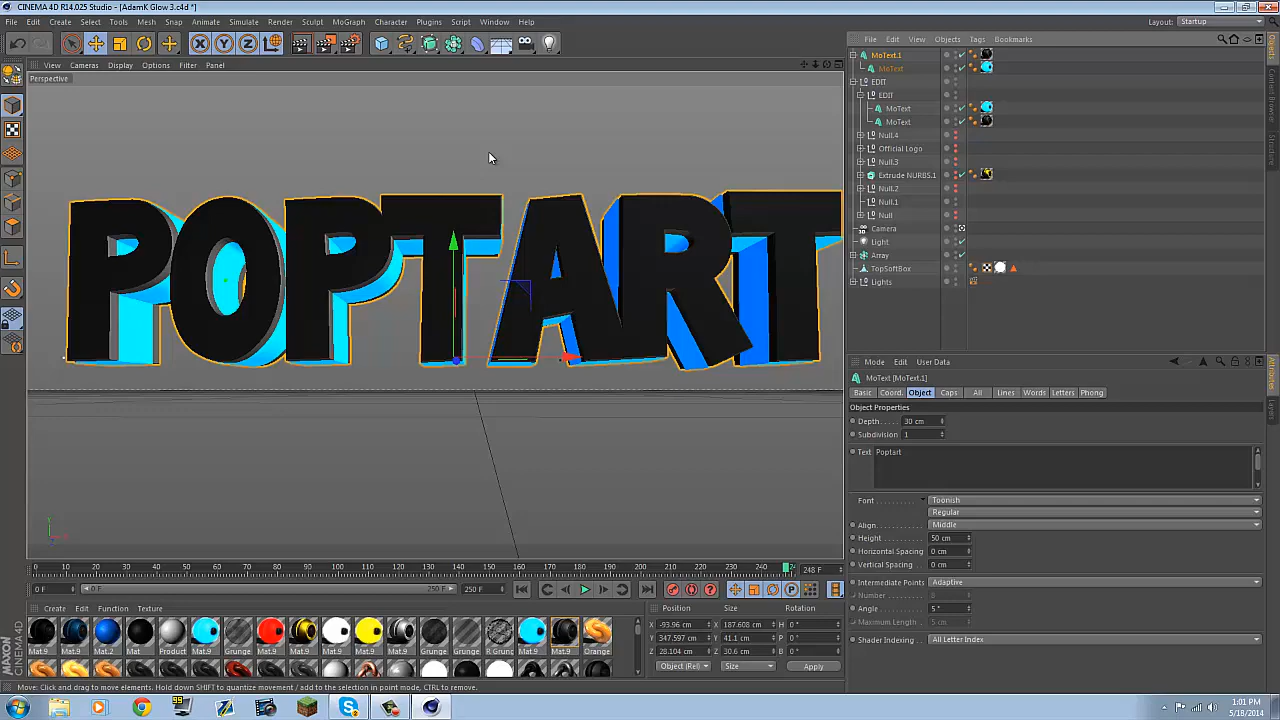 CINEMA 4D R14.025 Studio - [AdamK Glow 3.c4d *]
File Edit Create Select Tools Mesh Snap Animate Simulate Render Sculpt MoGraph Character Plugins Script Window Help
Layout: Startup
View Cameras Display Options Filter Panel
Perspective
POPTART
0 10 20 30 40 50 60 70 80 90 100 110 120 130 140 150 160 170 180 190 200 210 220 230 240
248 F
0 F
0 F
250 F
250 F
Create Edit Function Texture
Mat.9 Mat.9 Mat.2 Mat Product Mat.9 Grunge Mat.9 Mat.9 Mat.9 Mat.9 Mat.9 Grunge Grunge R.Grung Mat.9 Mat.9 Orange
MAXON CINEMA 4D
Position Size Rotation
X -93.96 cm X 187.608 cm H 0 °
Y 347.597 cm Y 41.1 cm P 0 °
Z 28.104 cm Z 30.6 cm B 0 °
Object (Rel) Size Apply
Move: Click and drag to move elements. Hold down SHIFT to quantize movement / add to the selection in point mode, CTRL to remove.
File Edit View Objects Tags Bookmarks
MoText.1
MoText
EDIT
EDIT
MoText
MoText
Null.4
Official Logo
Null.3
Extrude NURBS.1
Null.2
Null.1
Null
Camera
Light
Array
TopSoftBox
Lights
Objects
Content Browser
Structure
Mode Edit User Data
MoText [MoText.1]
Basic Coord. Object Caps All Lines Words Letters Phong
Object Properties
Depth 30 cm
Subdivision 1
Text Poptart
Font Toonish
Regular
Align Middle
Height 50 cm
Horizontal Spacing 0 cm
Vertical Spacing 0 cm
Intermediate Points Adaptive
Number 8
Angle 5 °
Maximum Length 5 cm
Shader Indexing All Letter Index
Attributes
Layers
1:01 PM
5/18/2014